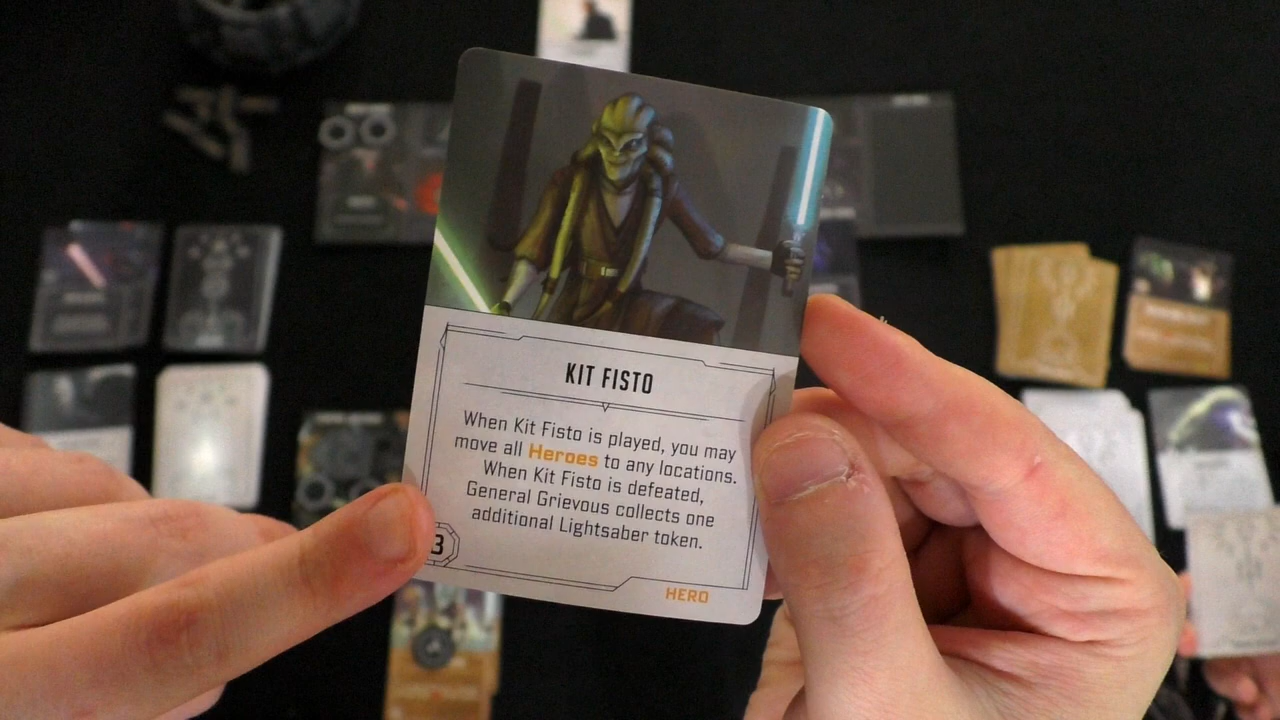 KIT FISTO
When Kit Fisto is played, you may
move all Heroes to any locations.
When Kit Fisto is defeated,
General Grievous collects one
additional Lightsaber token.
3
HERO